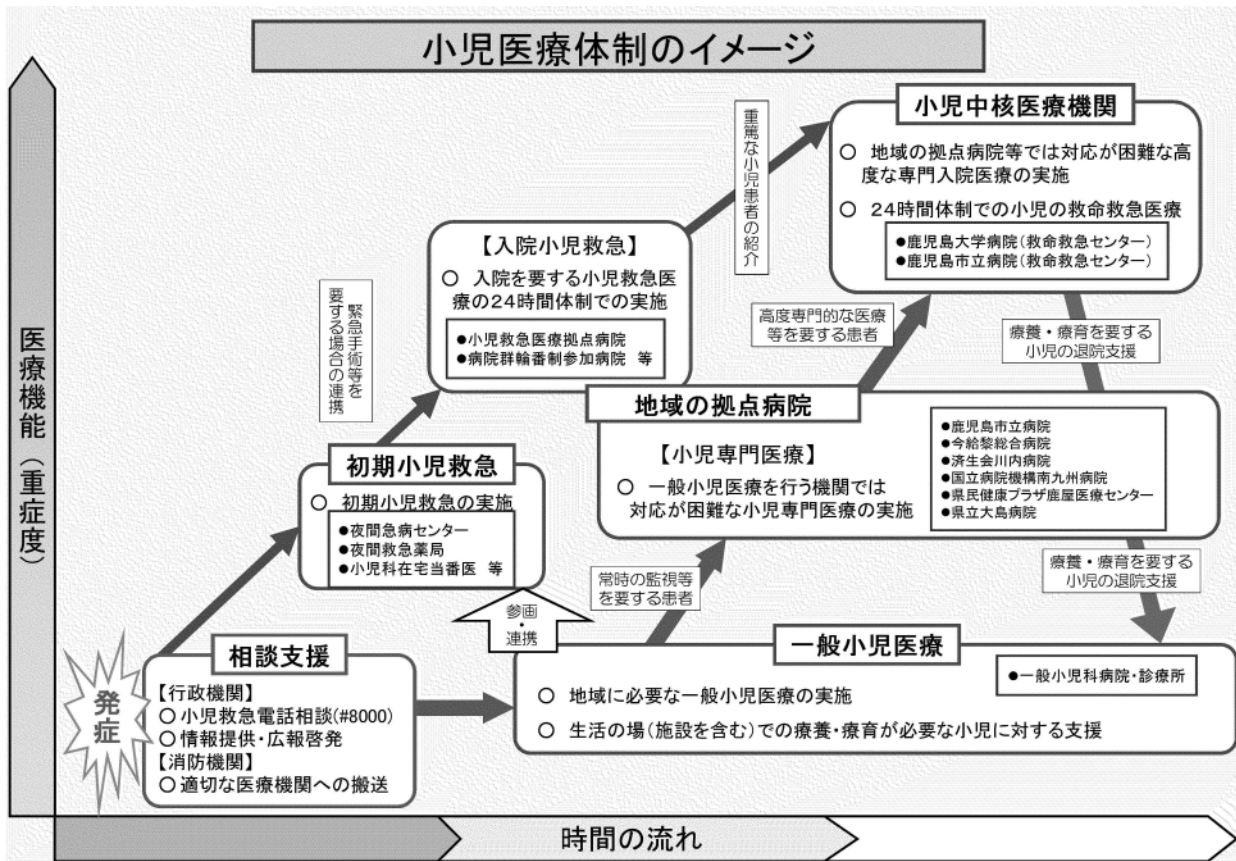 小児医療体制のイメージ
医療機能（重症度）
小児中核医療機関
○ 地域の拠点病院等では対応が困難な高
度な専門入院医療の実施
○ 24時間体制での小児の救命救急医療
●鹿児島大学病院（救命救急センター）
●鹿児島市立病院（救命救急センター）
重篤な小児患者の紹介
【入院小児救急】
○ 入院を要する小児救急医
療の24時間体制での実施
●小児救急医療拠点病院
●病院群輪番制参加病院 等
緊急手術等を
要する場合の連携
高度専門的な医療
等を要する患者
療養・療育を要する
小児の退院支援
地域の拠点病院
【小児専門医療】
○ 一般小児医療を行う機関では
対応が困難な小児専門医療の実施
●鹿児島市立病院
●今給黎総合病院
●済生会川内病院
●国立病院機構南九州病院
●県民健康プラザ鹿屋医療センター
●県立大島病院
初期小児救急
○ 初期小児救急の実施
●夜間急病センター
●夜間救急薬局
●小児科在宅当番医 等
常時の監視等
を要する患者
療養・療育を要する
小児の退院支援
参画
・
連携
発症
相談支援
【行政機関】
○ 小児救急電話相談(#8000)
○ 情報提供・広報啓発
【消防機関】
○ 適切な医療機関への搬送
一般小児医療
●一般小児科病院・診療所
○ 地域に必要な一般小児医療の実施
○ 生活の場（施設を含む）での療養・療育が必要な小児に対する支援
時間の流れ